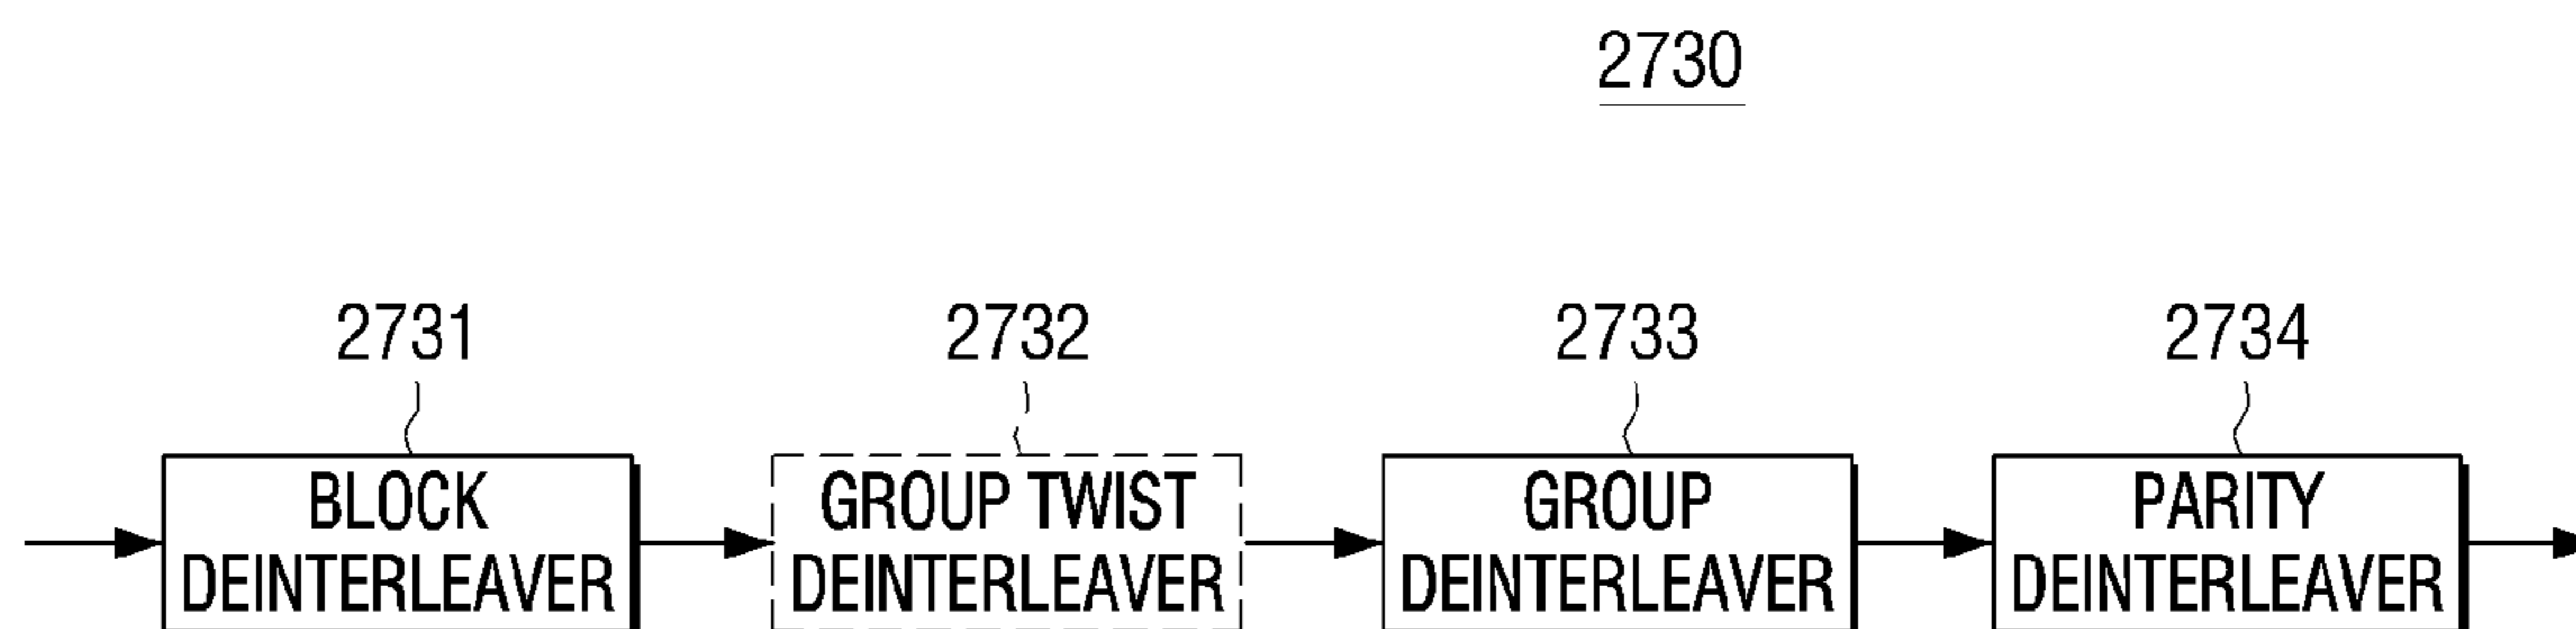 2730
2731
2732
2733
2734
BLOCK
DEINTERLEAVER
GROUP TWIST
DEINTERLEAVER
GROUP
DEINTERLEAVER
PARITY
DEINTERLEAVER